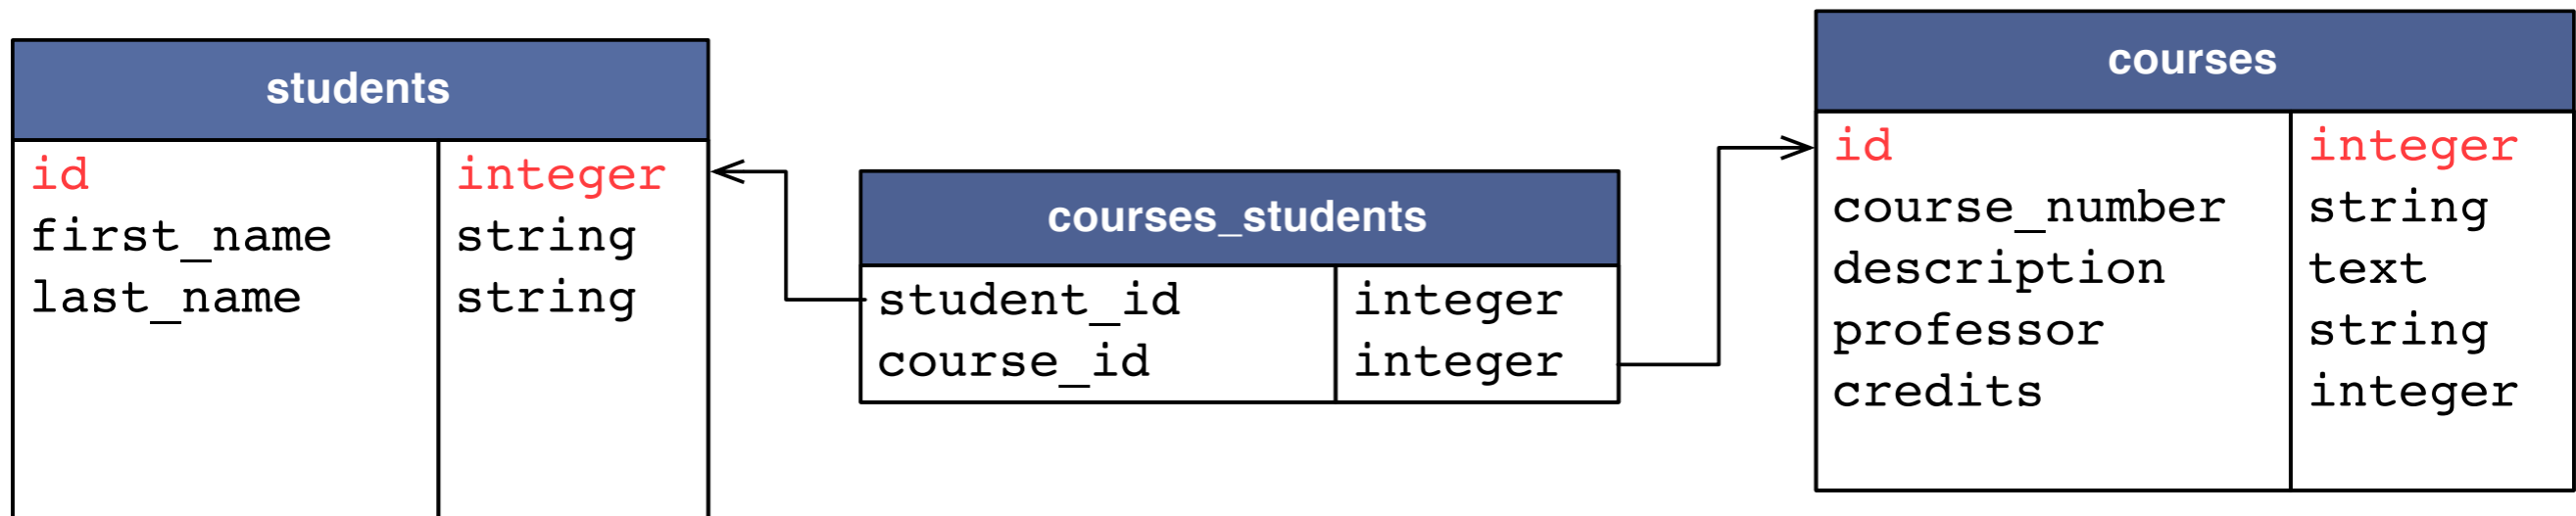 students
id integer
first_name string
last_name string
courses_students
student_id integer
course_id integer
courses
id integer
course_number string
description text
professor string
credits integer